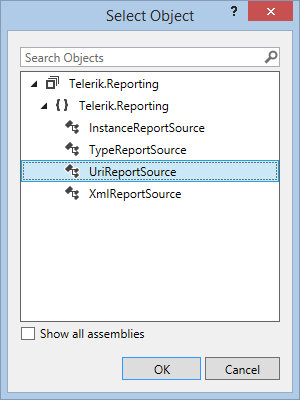 Select Object
?
Search Objects
Telerik.Reporting
{ } Telerik.Reporting
InstanceReportSource
TypeReportSource
UriReportSource
XmlReportSource
Show all assemblies
OK
Cancel